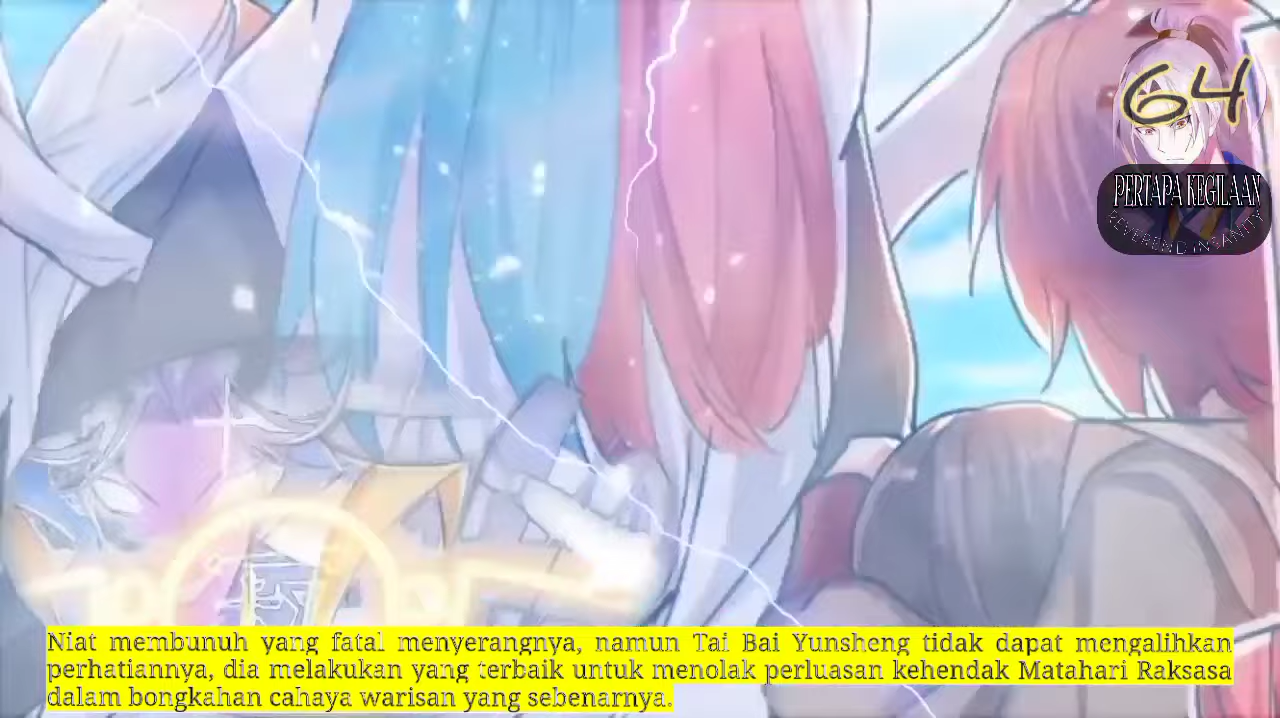 64
PERTAPA KEGILAAN
REVEREND INSANITY
Niat membunuh yang fatal menyerangnya, namun Tai Bai Yunsheng tidak dapat mengalihkan
perhatiannya, dia melakukan yang terbaik untuk menolak perluasan kehendak Matahari Raksasa
dalam bongkahan cahaya warisan yang sebenarnya.